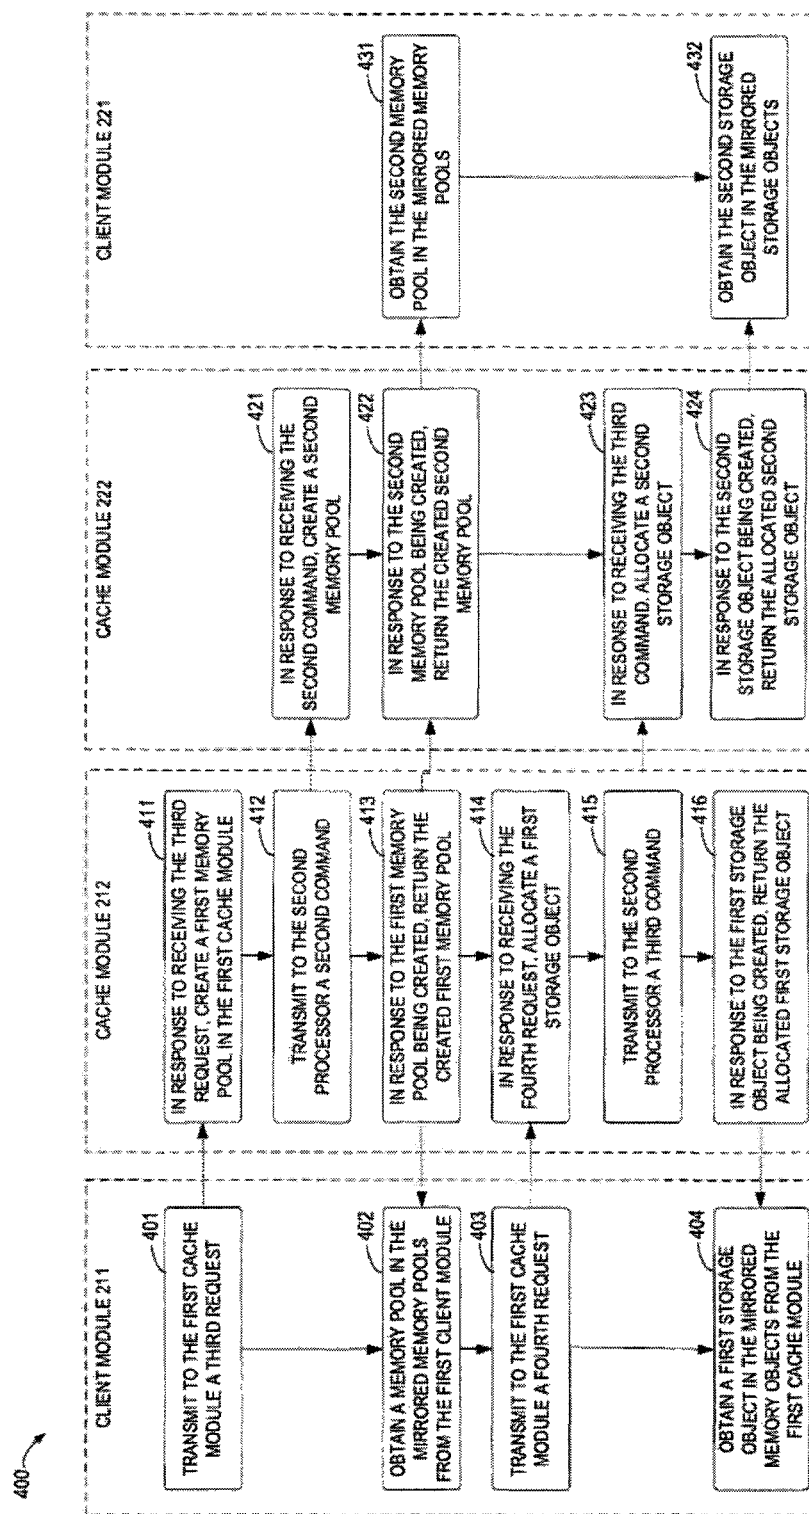 400
CLIENT MODULE 211
401
TRANSMIT TO THE FIRST CACHE
MODULE A THIRD REQUEST
402
OBTAIN A MEMORY POOL IN THE
MIRRORED MEMORY POOLS
FROM THE FIRST CLIENT MODULE
403
TRANSMIT TO THE FIRST CACHE
MODULE A FOURTH REQUEST
404
OBTAIN A FIRST STORAGE
OBJECT IN THE MIRRORED
MEMORY OBJECTS FROM THE
FIRST CACHE MODULE
CACHE MODULE 212
411
IN RESPONSE TO RECEIVING THE THIRD
REQUEST, CREATE A FIRST MEMORY
POOL IN THE FIRST CACHE MODULE
412
TRANSMIT TO THE SECOND
PROCESSOR A SECOND COMMAND
413
IN RESPONSE TO THE FIRST MEMORY
POOL BEING CREATED, RETURN THE
CREATED FIRST MEMORY POOL
414
IN RESPONSE TO RECEIVING THE
FOURTH REQUEST, ALLOCATE A FIRST
STORAGE OBJECT
415
TRANSMIT TO THE SECOND
PROCESSOR A THIRD COMMAND
416
IN RESPONSE TO THE FIRST STORAGE
OBJECT BEING CREATED, RETURN THE
ALLOCATED FIRST STORAGE OBJECT
CACHE MODULE 222
421
IN RESPONSE TO RECEIVING THE
SECOND COMMAND, CREATE A SECOND
MEMORY POOL
422
IN RESPONSE TO THE SECOND
MEMORY POOL BEING CREATED,
RETURN THE CREATED SECOND
MEMORY POOL
423
IN RESONSE TO RECEIVING THE THIRD
COMMAND, ALLOCATE A SECOND
STORAGE OBJECT
424
IN RESPONSE TO THE SECOND
STORAGE OBJECT BEING CREATED,
RETURN THE ALLOCATED SECOND
STORAGE OBJECT
CLIENT MODULE 221
431
OBTAIN THE SECOND MEMORY
POOL IN THE MIRRORED MEMORY
POOLS
432
OBTAIN THE SECOND STORAGE
OBJECT IN THE MIRRORED
STORAGE OBJECTS